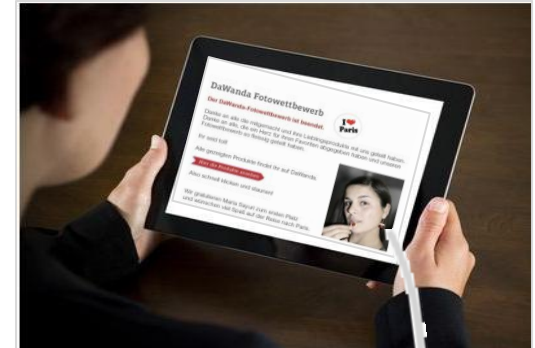 DaWanda Fotowettbewerb
Der DaWanda-Fotowettbewerb ist beendet.
I ❤
Paris
Danke an alle die mitgemacht und ihre Lieblingsprodukte mit uns geteilt haben.
Danke an alle, die ein Herz für ihren Favoriten abgegeben haben und unseren
Fotowettbewerb so fleissig geteilt haben.
Ihr seid toll!
Alle gezeigten Produkte findet ihr auf DaWanda.
Also schnell klicken und staunen!
Wir gratulieren Maria Sajust zum ersten Platz
und wünschen viel Spaß auf der Reise nach Paris.